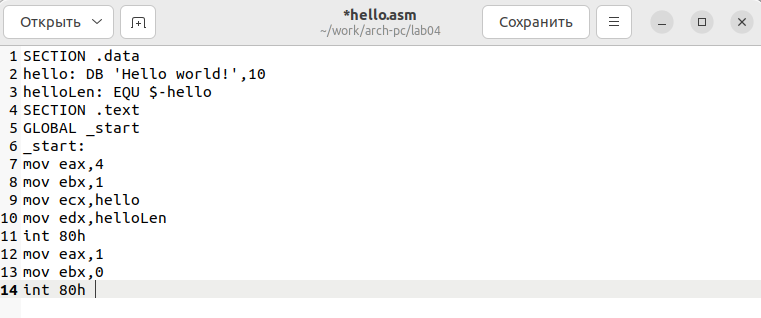 Открыть
*hello.asm
~/work/arch-pc/lab04
Сохранить
1 SECTION .data
2 hello: DB 'Hello world!',10
3 helloLen: EQU $-hello
4 SECTION .text
5 GLOBAL _start
6 _start:
7 mov eax,4
8 mov ebx,1
9 mov ecx,hello
10 mov edx,helloLen
11 int 80h
12 mov eax,1
13 mov ebx,0
14 int 80h